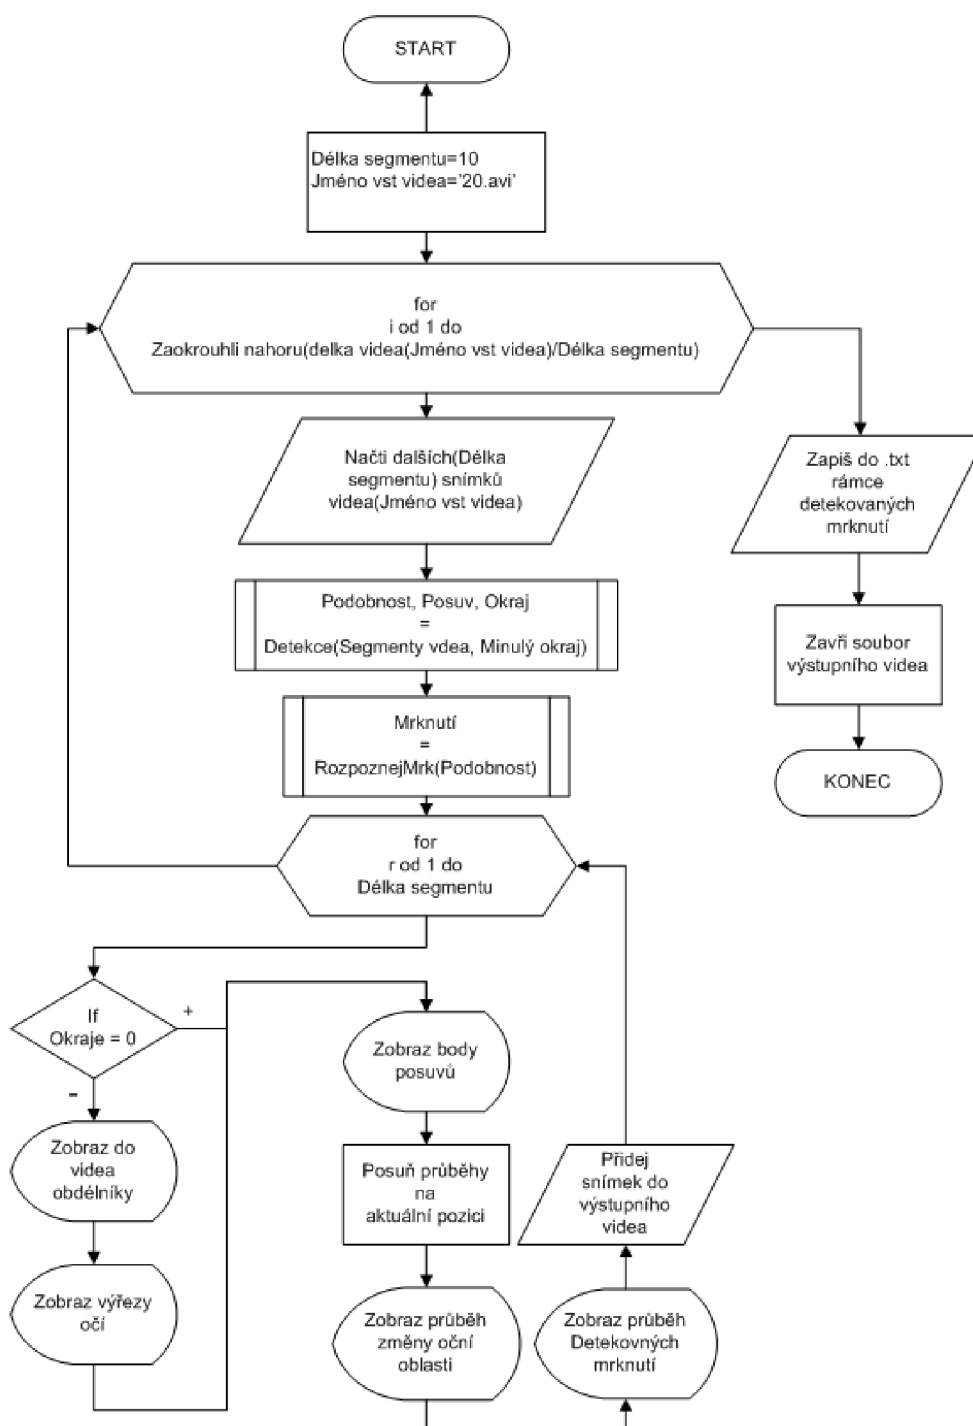 START
Délka segmentu=10
Jméno vst videa='20.avi'
for
i od 1 do
Zaokrouhli nahoru(delka videa(Jméno vst videa)/Délka segmentu)
Načti dalších(Délka
segmentu) snímků
videa(Jméno vst videa)
Zapiš do .txt
rámce
detekovaných
mrknutí
Podobnost, Posuv, Okraj
=
Detekce(Segmenty vdea, Minulý okraj)
Zavři soubor
výstupního videa
Mrknutí
=
RozpoznejMrk(Podobnost)
KONEC
for
r od 1 do
Délka segmentu
If
Okraje = 0
+
-
Zobraz body
posuvů
Zobraz do
videa
obdélníky
Posuň průběhy
na
aktuální pozici
Přidej
snímek do
výstupního
videa
Zobraz výřezy
očí
Zobraz průběh
změny oční
oblasti
Zobraz průběh
Detekovných
mrknutí